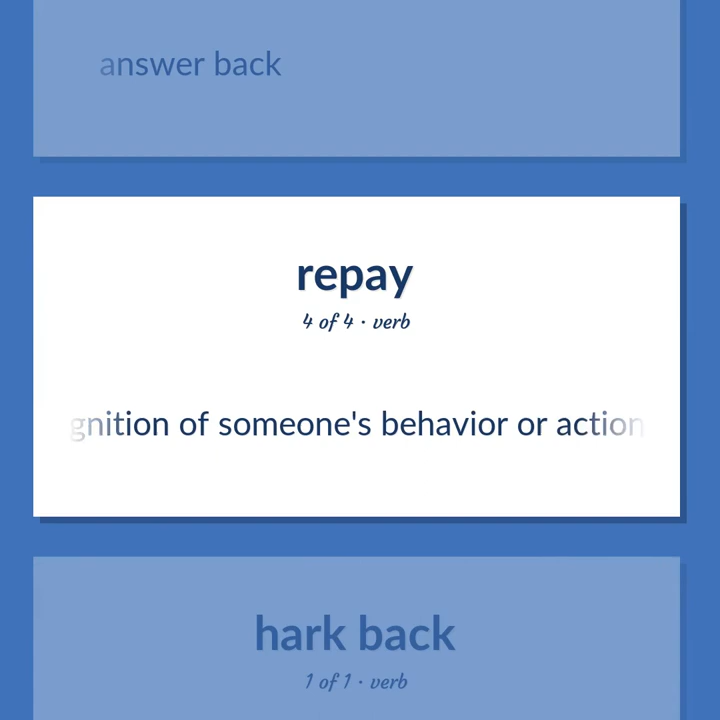 answer back
repay
4 of 4 · verb
gnition of someone's behavior or action
hark back
1 of 1 · verb